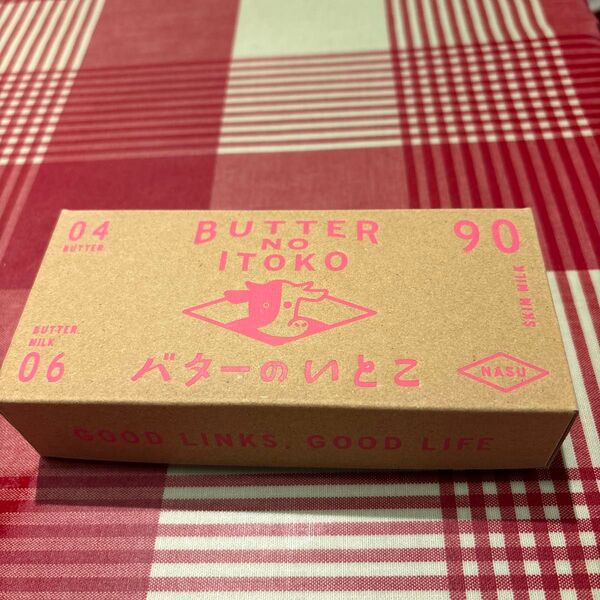 04
BUTTER
BUTTER
NO
ITOKO
90
SKIM MILK
BUTTER
MILK
06
バターのいとこ
NASU
GOOD LINKS. GOOD LIFE